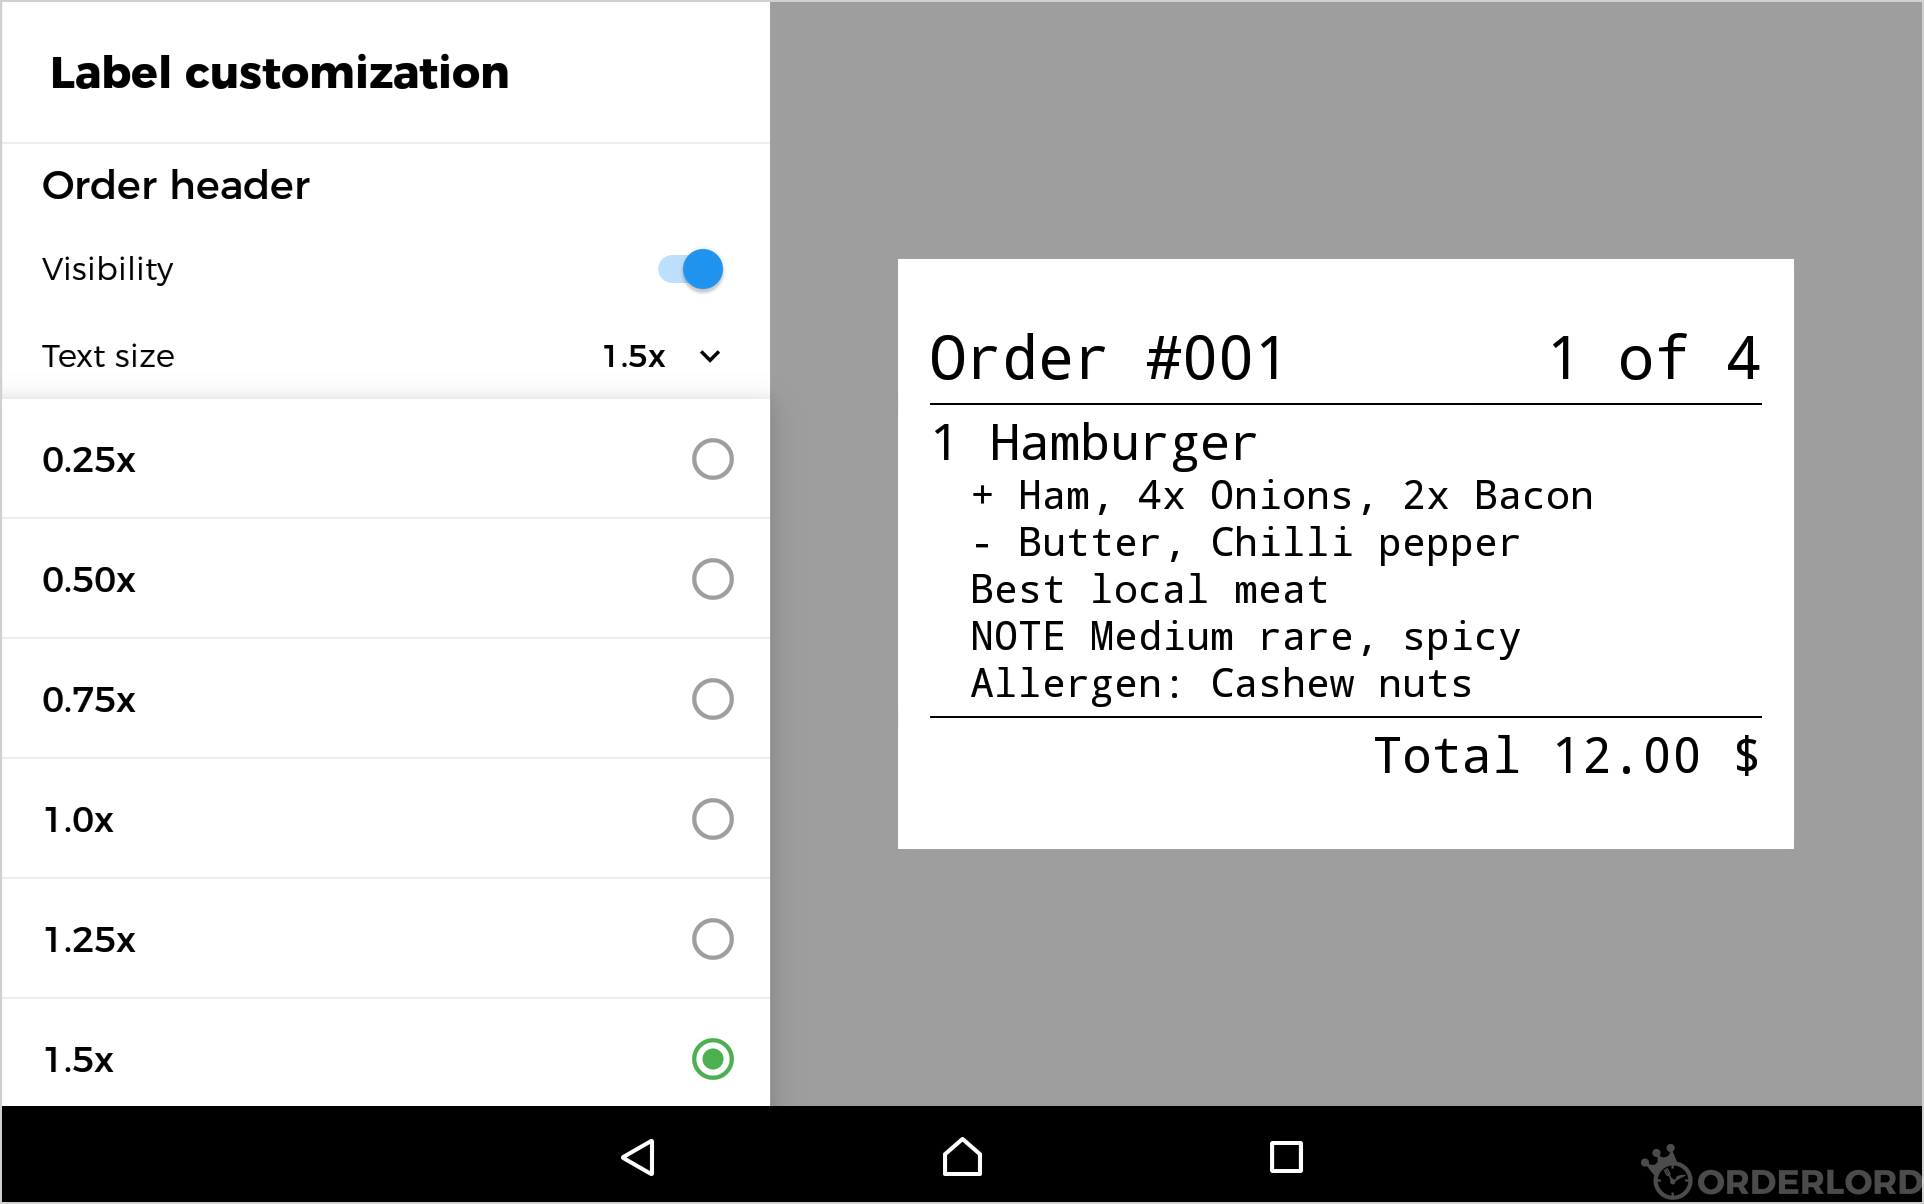 Label customization
Order header
Visibility
Text size 1.5x
0.25x
0.50x
0.75x
1.0x
1.25x
1.5x
Order #001 1 of 4
1 Hamburger
+ Ham, 4x Onions, 2x Bacon
- Butter, Chilli pepper
Best local meat
NOTE Medium rare, spicy
Allergen: Cashew nuts
Total 12.00 $
ORDERLORD